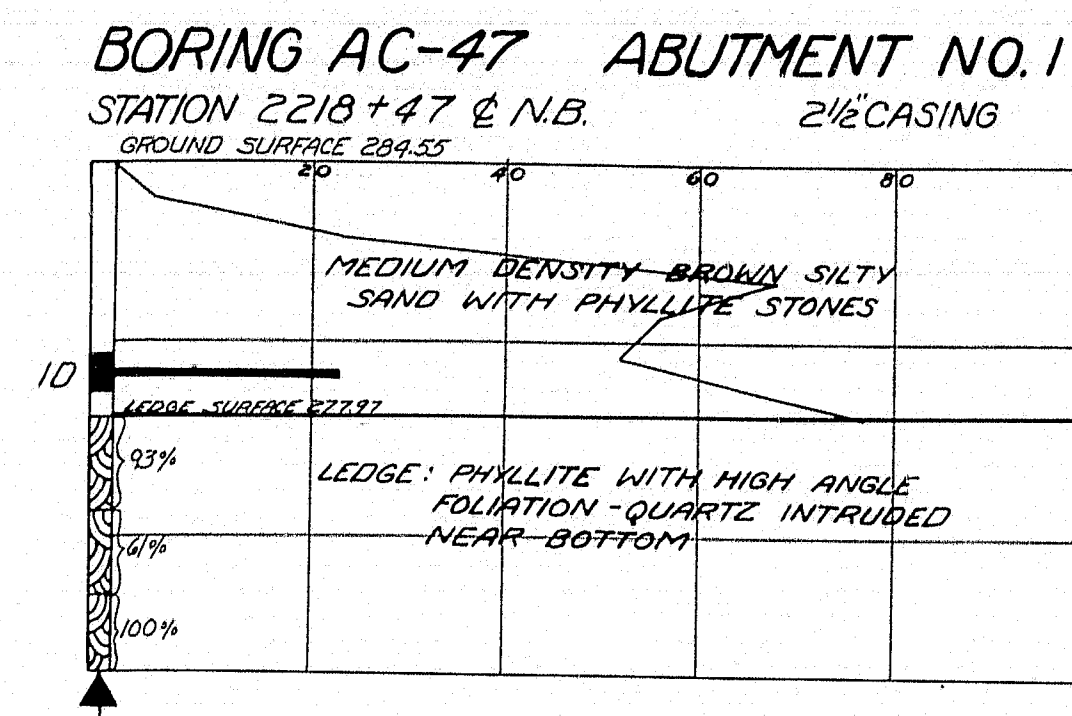 BORING AC-47 ABUTMENT NO. 1
STATION 2218+47 ℄ N.B. 2½" CASING
GROUND SURFACE 284.55
20 40 60 80
MEDIUM DENSITY BROWN SILTY
SAND WITH PHYLLITE STONES
1D
LEDGE SURFACE 277.97
93%
LEDGE: PHYLLITE WITH HIGH ANGLE
FOLIATION - QUARTZ INTRUDED
NEAR BOTTOM
61%
100%